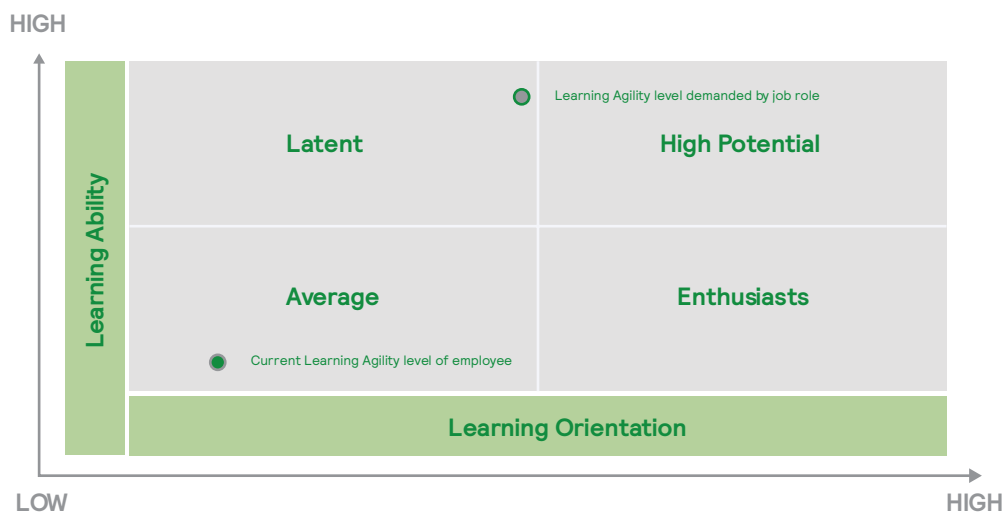 HIGH
Learning Agility level demanded by job role
Latent
High Potential
Learning Ability
Average
Enthusiasts
Current Learning Agility level of employee
Learning Orientation
LOW
HIGH